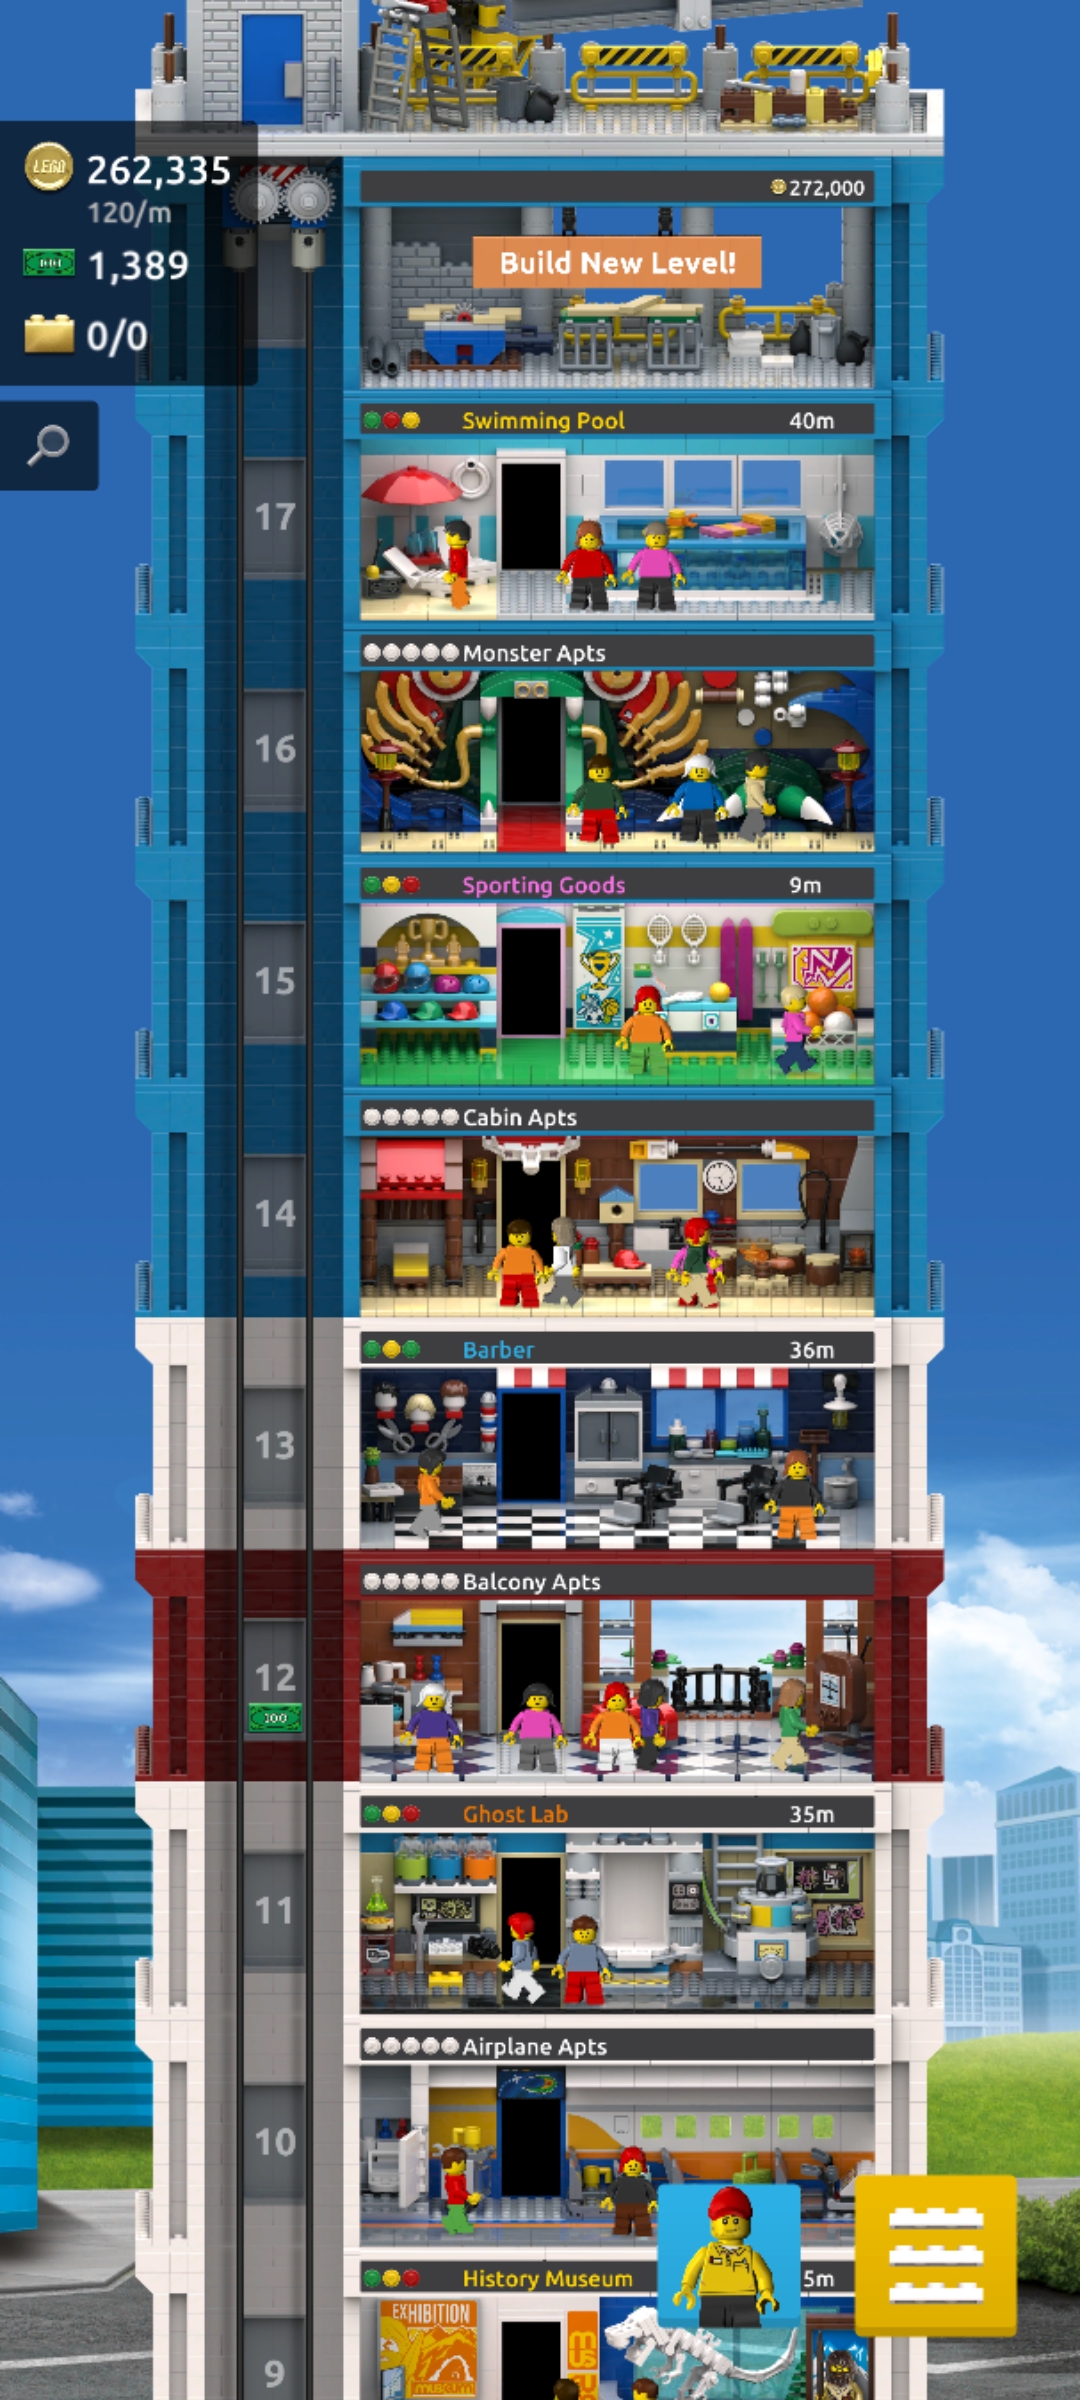 LEGO 262,335
120/m
1,389
0/0
272,000
Build New Level!
Swimming Pool 40m
17
Monster Apts
16
Sporting Goods 9m
15
Cabin Apts
14
Barber 36m
13
Balcony Apts
12
100
Ghost Lab 35m
11
Airplane Apts
10
History Museum 5m
EXHIBITION
MUSEUM
9